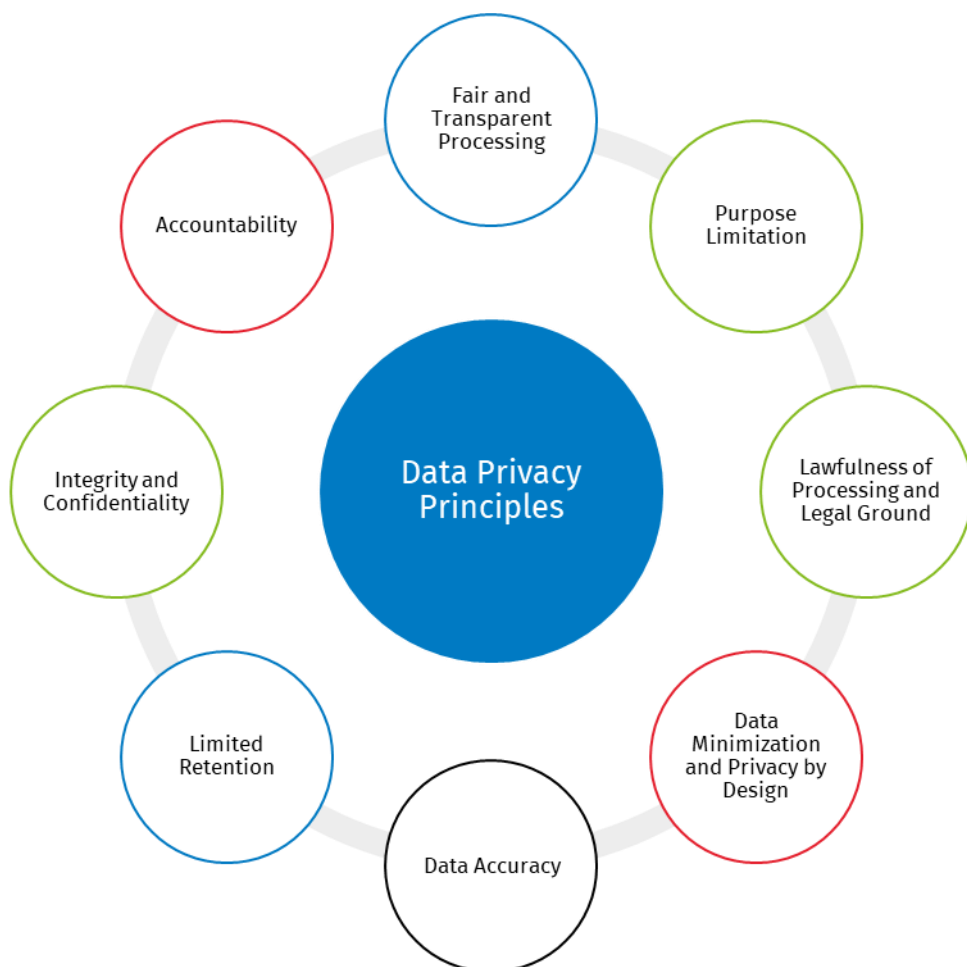 Fair and
Transparent
Processing
Purpose
Limitation
Lawfulness of
Processing and
Legal Ground
Data
Minimization
and Privacy by
Design
Data Accuracy
Limited
Retention
Integrity and
Confidentiality
Accountability
Data Privacy
Principles